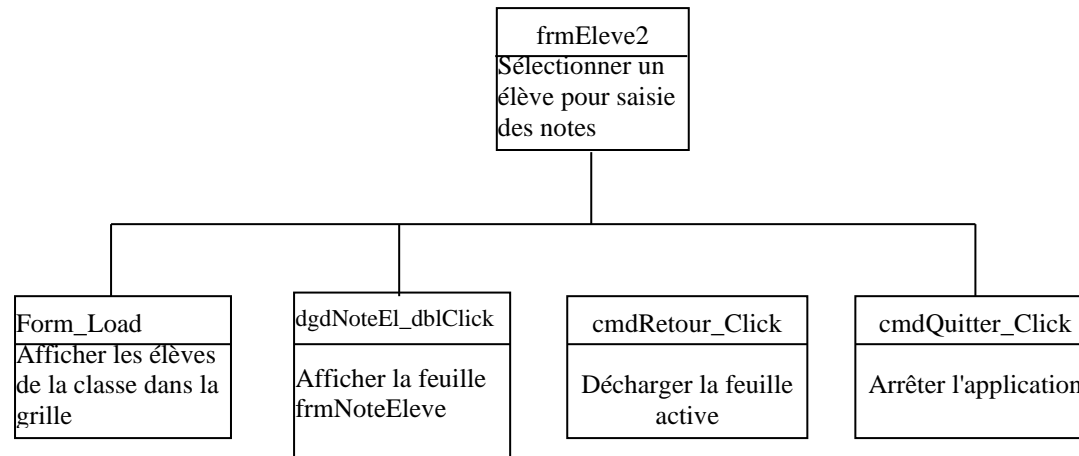 frmEleve2
Sélectionner un
élève pour saisie
des notes
Form_Load
Afficher les élèves
de la classe dans la
grille
dgdNoteEl_dblClick
Afficher la feuille
frmNoteEleve
cmdRetour_Click
Décharger la feuille
active
cmdQuitter_Click
Arrêter l'application